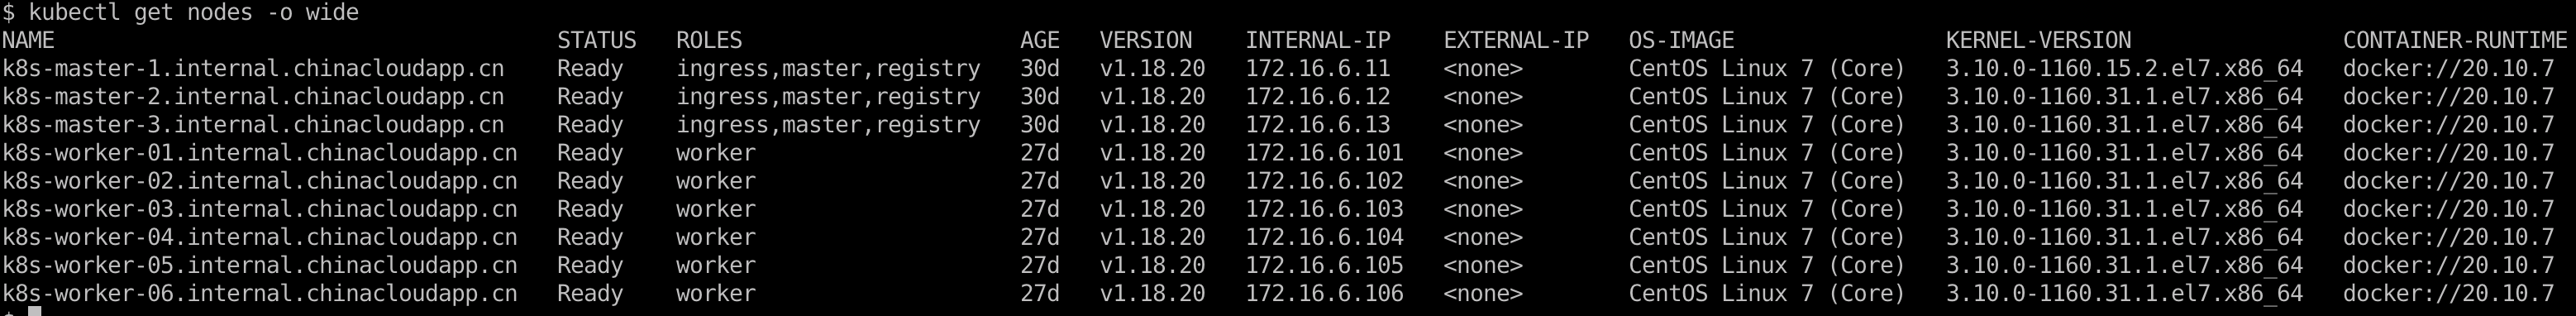 $ kubectl get nodes -o wide
NAME STATUS ROLES AGE VERSION INTERNAL-IP EXTERNAL-IP OS-IMAGE KERNEL-VERSION CONTAINER-RUNTIME
k8s-master-1.internal.chinacloudapp.cn Ready ingress,master,registry 30d v1.18.20 172.16.6.11 <none> CentOS Linux 7 (Core) 3.10.0-1160.15.2.el7.x86_64 docker://20.10.7
k8s-master-2.internal.chinacloudapp.cn Ready ingress,master,registry 30d v1.18.20 172.16.6.12 <none> CentOS Linux 7 (Core) 3.10.0-1160.31.1.el7.x86_64 docker://20.10.7
k8s-master-3.internal.chinacloudapp.cn Ready ingress,master,registry 30d v1.18.20 172.16.6.13 <none> CentOS Linux 7 (Core) 3.10.0-1160.31.1.el7.x86_64 docker://20.10.7
k8s-worker-01.internal.chinacloudapp.cn Ready worker 27d v1.18.20 172.16.6.101 <none> CentOS Linux 7 (Core) 3.10.0-1160.31.1.el7.x86_64 docker://20.10.7
k8s-worker-02.internal.chinacloudapp.cn Ready worker 27d v1.18.20 172.16.6.102 <none> CentOS Linux 7 (Core) 3.10.0-1160.31.1.el7.x86_64 docker://20.10.7
k8s-worker-03.internal.chinacloudapp.cn Ready worker 27d v1.18.20 172.16.6.103 <none> CentOS Linux 7 (Core) 3.10.0-1160.31.1.el7.x86_64 docker://20.10.7
k8s-worker-04.internal.chinacloudapp.cn Ready worker 27d v1.18.20 172.16.6.104 <none> CentOS Linux 7 (Core) 3.10.0-1160.31.1.el7.x86_64 docker://20.10.7
k8s-worker-05.internal.chinacloudapp.cn Ready worker 27d v1.18.20 172.16.6.105 <none> CentOS Linux 7 (Core) 3.10.0-1160.31.1.el7.x86_64 docker://20.10.7
k8s-worker-06.internal.chinacloudapp.cn Ready worker 27d v1.18.20 172.16.6.106 <none> CentOS Linux 7 (Core) 3.10.0-1160.31.1.el7.x86_64 docker://20.10.7
$